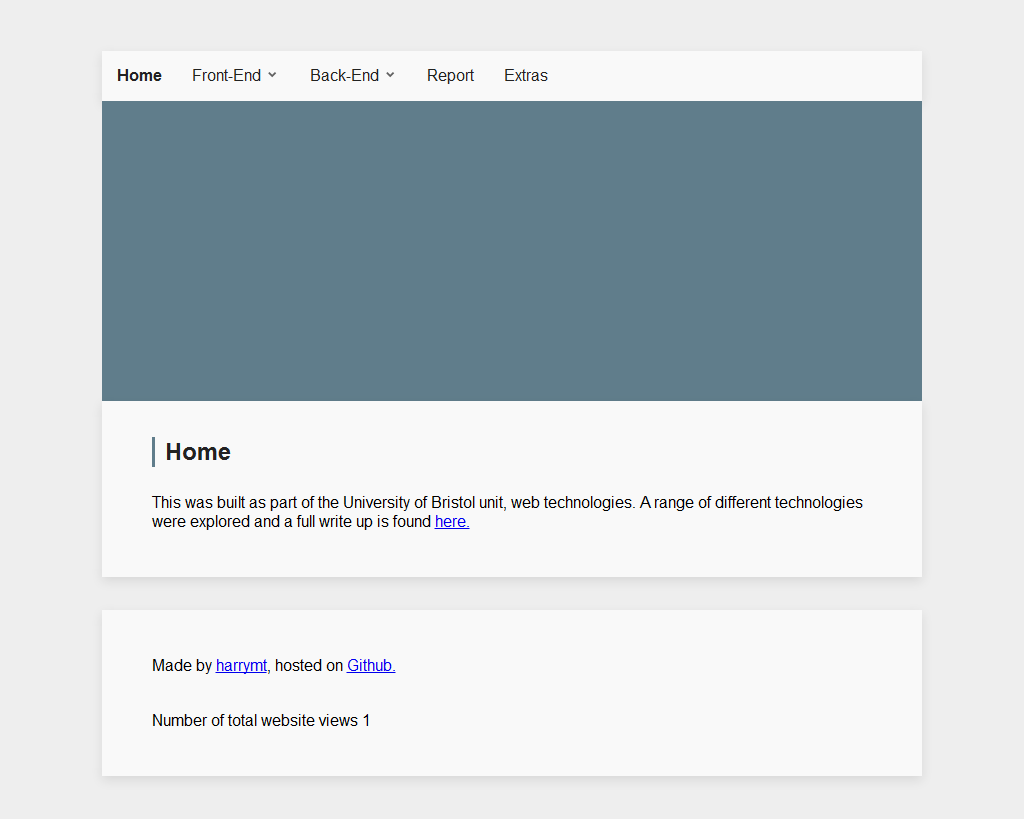 Home Front-End Back-End Report Extras
Home
This was built as part of the University of Bristol unit, web technologies. A range of different technologies
were explored and a full write up is found here.
Made by harrymt, hosted on Github.
Number of total website views 1